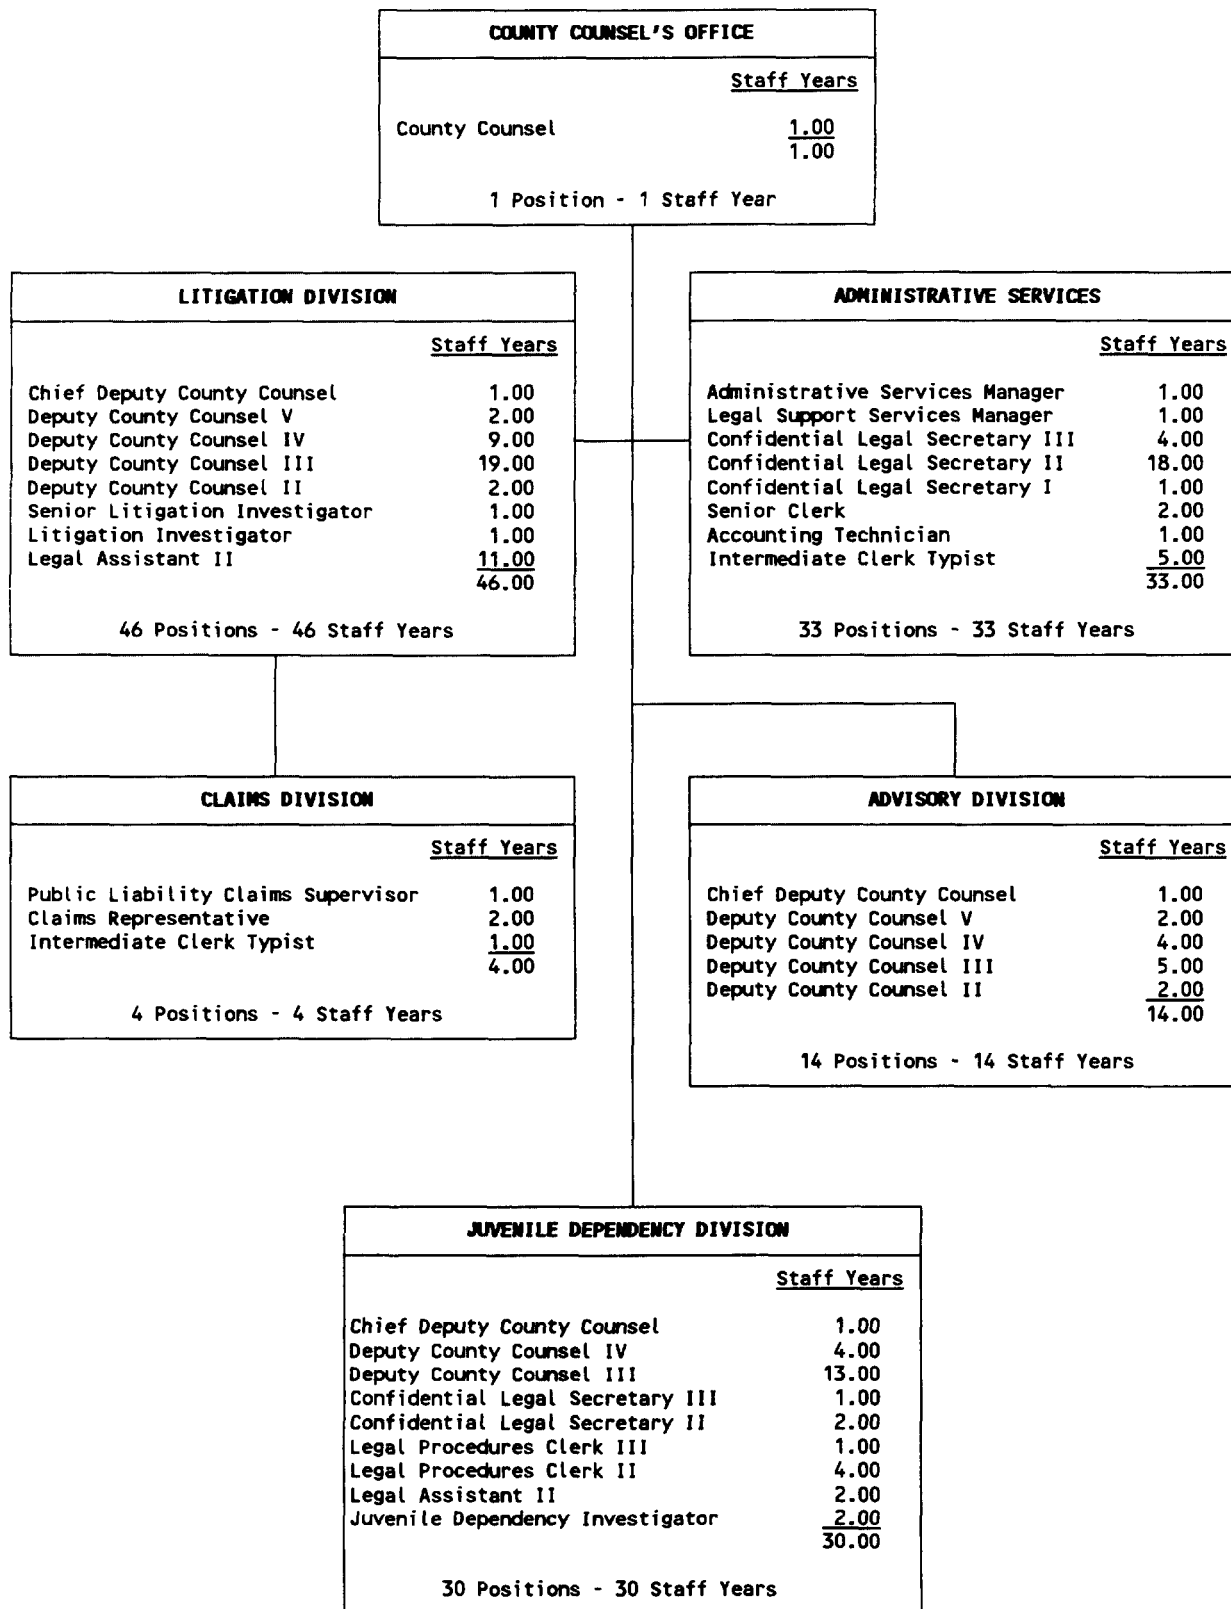 COUNTY COUNSEL'S OFFICE
Staff Years
County Counsel 1.00
1.00
1 Position - 1 Staff Year
LITIGATION DIVISION
Staff Years
Chief Deputy County Counsel 1.00
Deputy County Counsel V 2.00
Deputy County Counsel IV 9.00
Deputy County Counsel III 19.00
Deputy County Counsel II 2.00
Senior Litigation Investigator 1.00
Litigation Investigator 1.00
Legal Assistant II 11.00
46.00
46 Positions - 46 Staff Years
ADMINISTRATIVE SERVICES
Staff Years
Administrative Services Manager 1.00
Legal Support Services Manager 1.00
Confidential Legal Secretary III 4.00
Confidential Legal Secretary II 18.00
Confidential Legal Secretary I 1.00
Senior Clerk 2.00
Accounting Technician 1.00
Intermediate Clerk Typist 5.00
33.00
33 Positions - 33 Staff Years
CLAIMS DIVISION
Staff Years
Public Liability Claims Supervisor 1.00
Claims Representative 2.00
Intermediate Clerk Typist 1.00
4.00
4 Positions - 4 Staff Years
ADVISORY DIVISION
Staff Years
Chief Deputy County Counsel 1.00
Deputy County Counsel V 2.00
Deputy County Counsel IV 4.00
Deputy County Counsel III 5.00
Deputy County Counsel II 2.00
14.00
14 Positions - 14 Staff Years
JUVENILE DEPENDENCY DIVISION
Staff Years
Chief Deputy County Counsel 1.00
Deputy County Counsel IV 4.00
Deputy County Counsel III 13.00
Confidential Legal Secretary III 1.00
Confidential Legal Secretary II 2.00
Legal Procedures Clerk III 1.00
Legal Procedures Clerk II 4.00
Legal Assistant II 2.00
Juvenile Dependency Investigator 2.00
30.00
30 Positions - 30 Staff Years